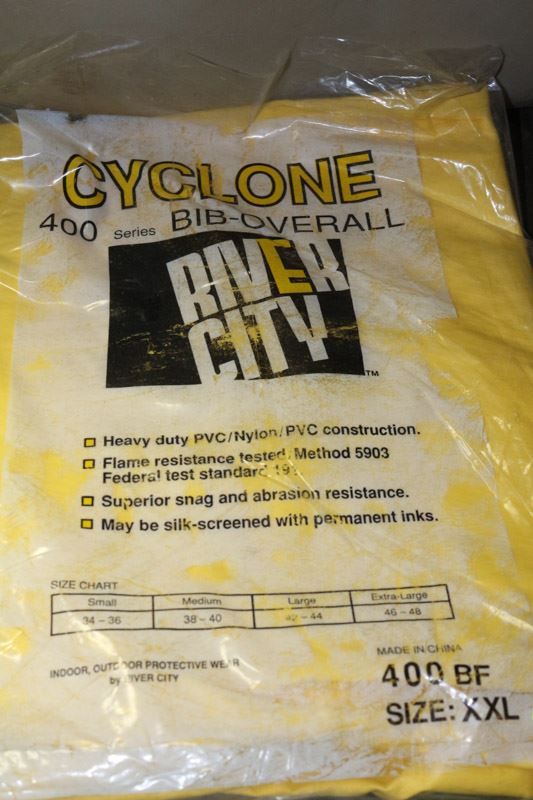 CYCLONE
400 Series BIB-OVERALL
RIVER
CITY
TM
Heavy duty PVC/Nylon/PVC construction.
Flame resistance tested/Method 5903
Federal test standard
Superior snag and abrasion resistance.
May be silk-screened with permanent inks.
SIZE CHART
Small Medium Large Extra-Large
34 – 36 38 – 40 42 – 44 46 – 48
INDOOR, OUTDOOR PROTECTIVE WEAR
by RIVER CITY
MADE IN CHINA
400 BF
SIZE: XXL